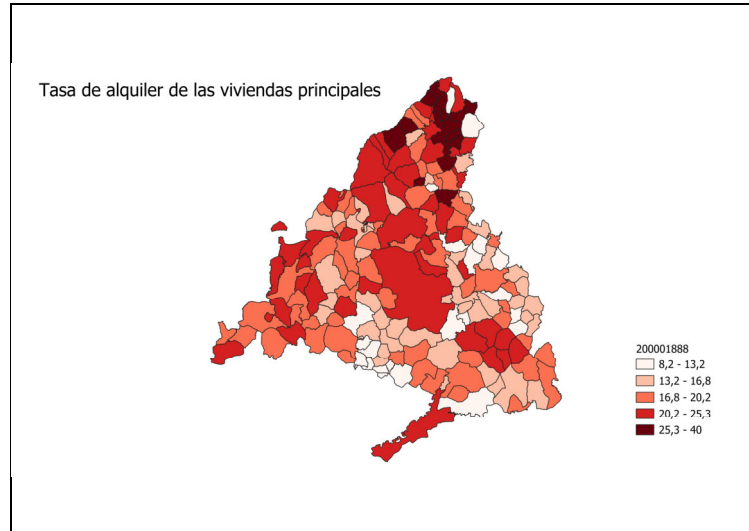 Tasa de alquiler de las viviendas principales
200001888
8,2 - 13,2
13,2 - 16,8
16,8 - 20,2
20,2 - 25,3
25,3 - 40